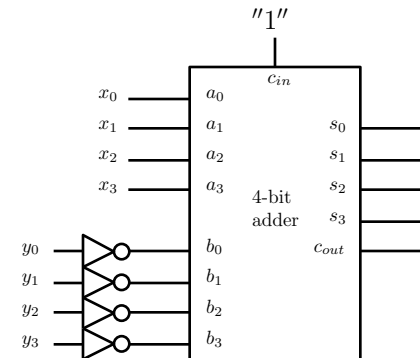 "1"
c_in
x_0 a_0
x_1 a_1 s_0
x_2 a_2 s_1
x_3 a_3 s_2
4-bit
adder s_3
y_0 b_0 c_out
y_1 b_1
y_2 b_2
y_3 b_3